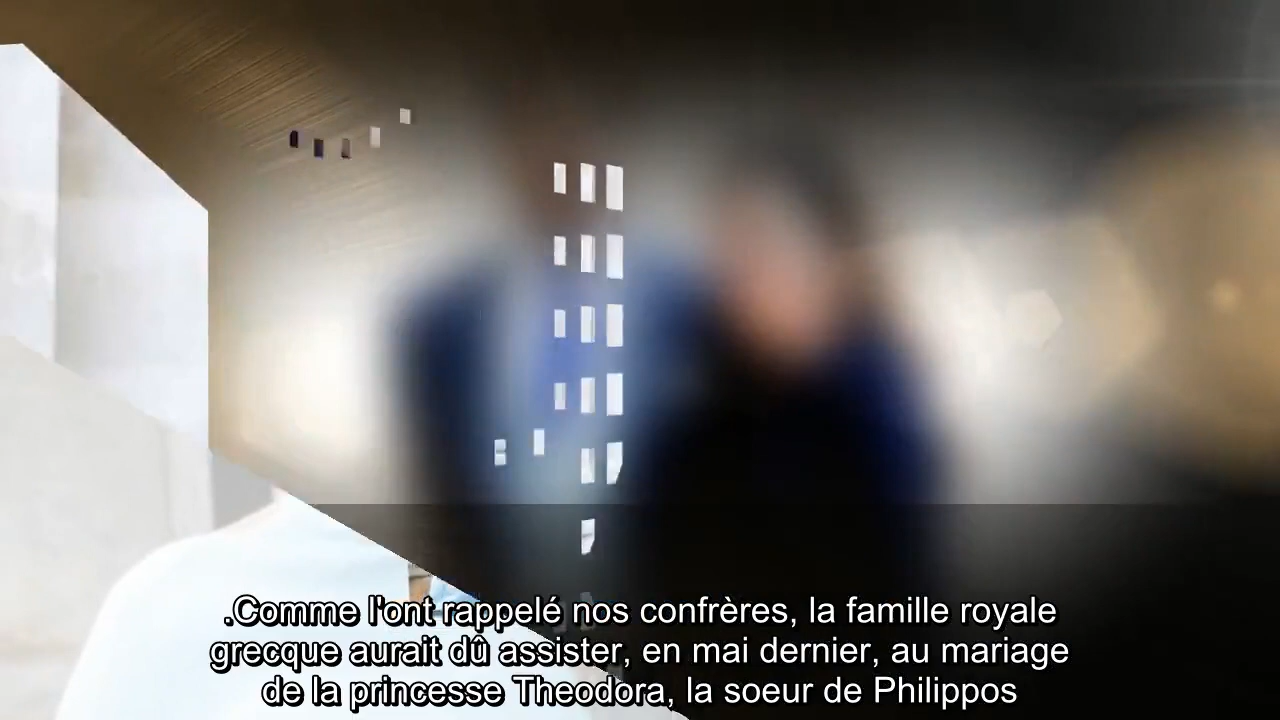 .Comme l'ont rappelé nos confrères, la famille royale
grecque aurait dû assister, en mai dernier, au mariage
de la princesse Theodora, la soeur de Philippos